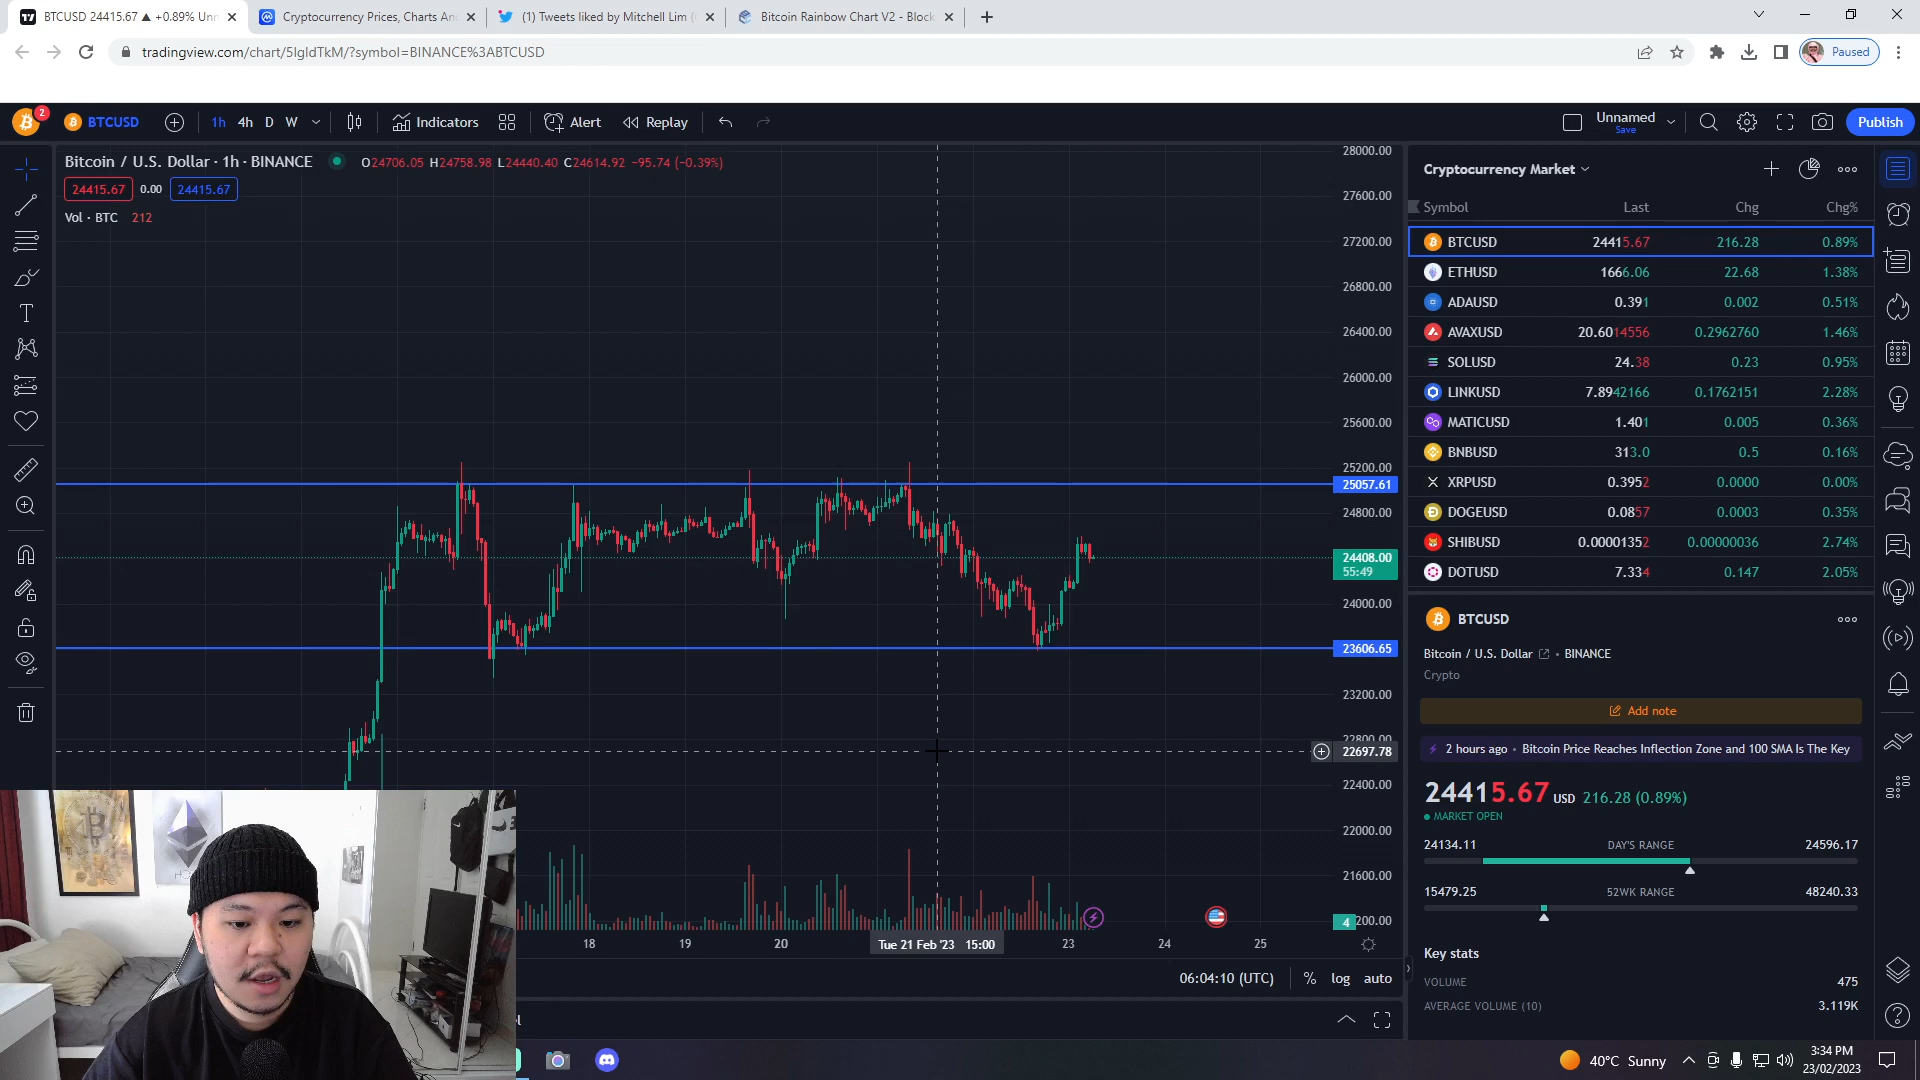 BTCUSD 24415.67 ▲ +0.89% Unn
Cryptocurrency Prices, Charts An
(1) Tweets liked by Mitchell Lim (
Bitcoin Rainbow Chart V2 - Block
tradingview.com/chart/5IgIdTkM/?symbol=BINANCE%3ABTCUSD
Paused
2
BTCUSD
1h 4h D W
Indicators
Alert
Replay
Unnamed
Save
Publish
Bitcoin / U.S. Dollar · 1h · BINANCE
O24706.05 H24758.98 L24440.40 C24614.92 −95.74 (−0.39%)
24415.67 0.00 24415.67
Vol · BTC 212
28000.00
27600.00
27200.00
26800.00
26400.00
26000.00
25600.00
25200.00
25057.61
24800.00
24408.00
55:49
24000.00
23606.65
23200.00
22800.00
22697.78
22400.00
22000.00
21600.00
4 200.00
18 19 20 Tue 21 Feb '23 15:00 23 24 25
06:04:10 (UTC) % log auto
Cryptocurrency Market
Symbol Last Chg Chg%
BTCUSD 24415.67 216.28 0.89%
ETHUSD 1666.06 22.68 1.38%
ADAUSD 0.391 0.002 0.51%
AVAXUSD 20.6014556 0.2962760 1.46%
SOLUSD 24.38 0.23 0.95%
LINKUSD 7.8942166 0.1762151 2.28%
MATICUSD 1.401 0.005 0.36%
BNBUSD 313.0 0.5 0.16%
XRPUSD 0.3952 0.0000 0.00%
DOGEUSD 0.0857 0.0003 0.35%
SHIBUSD 0.00001352 0.00000036 2.74%
DOTUSD 7.334 0.147 2.05%
BTCUSD
Bitcoin / U.S. Dollar • BINANCE
Crypto
Add note
2 hours ago • Bitcoin Price Reaches Inflection Zone and 100 SMA Is The Key
24415.67 USD 216.28 (0.89%)
MARKET OPEN
24134.11 DAY'S RANGE 24596.17
15479.25 52WK RANGE 48240.33
Key stats
VOLUME 475
AVERAGE VOLUME (10) 3.119K
40°C Sunny
3:34 PM
23/02/2023